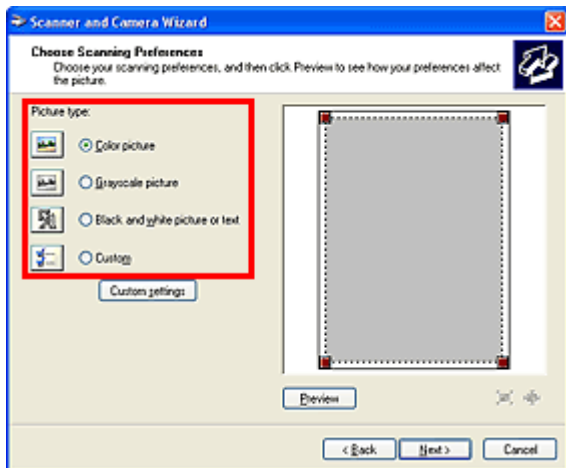 Scanner and Camera Wizard
Choose Scanning Preferences
Choose your scanning preferences, and then click Preview to see how your preferences affect
the picture.
Picture type:
Color picture
Grayscale picture
Black and white picture or text
Custom
Custom settings
Preview
< Back
Next >
Cancel